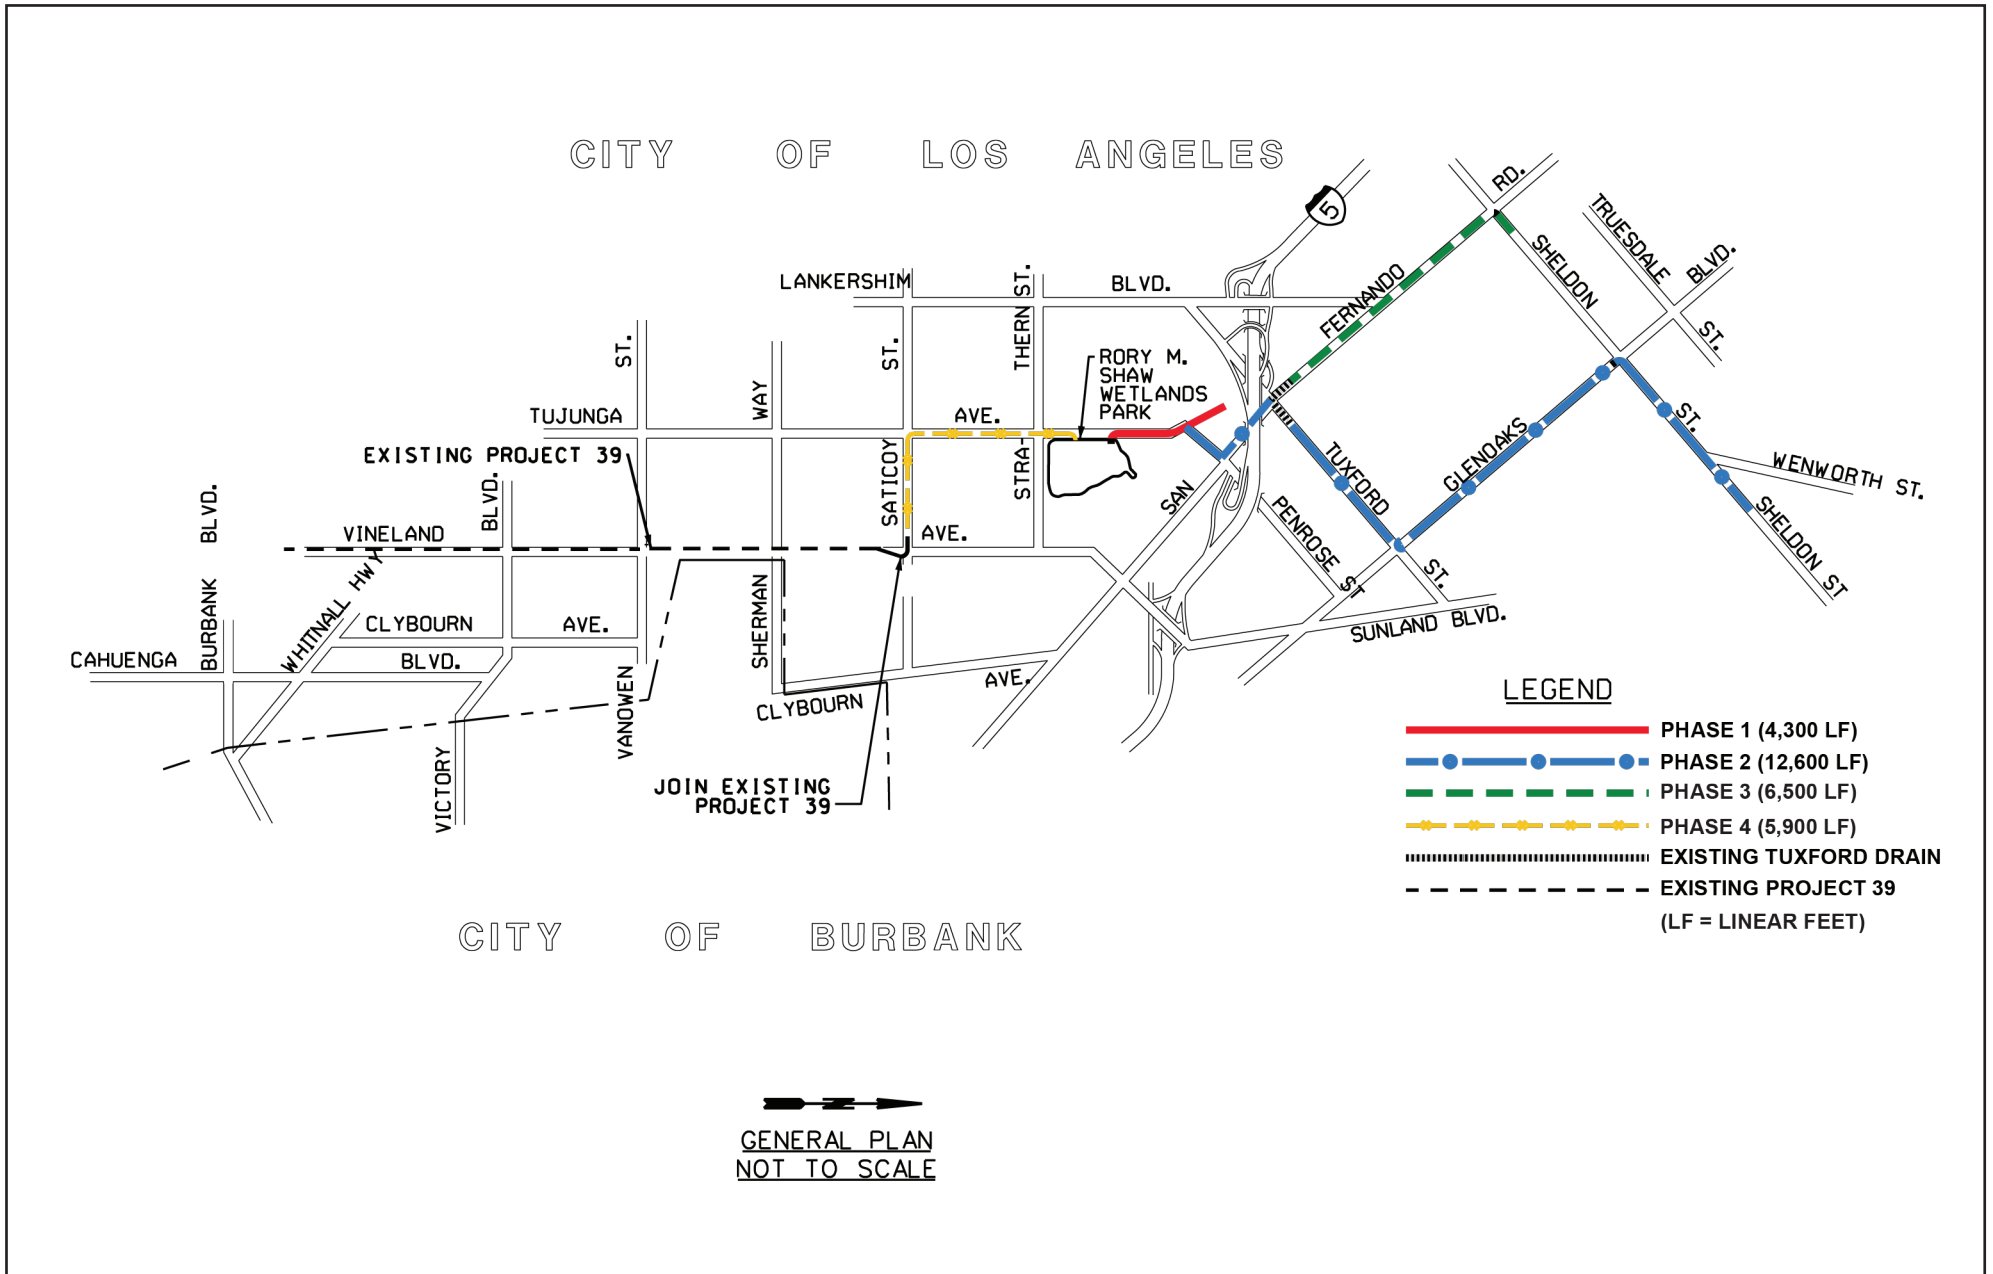 CITY OF LOS ANGELES
5
RD.
TRUESDALE
ST.
BLVD.
SHELDON
ST.
FERNANDO
LANKERSHIM
BLVD.
THERN ST.
STRA-
ST.
SATICOY
WAY
SHERMAN
ST.
VANOWEN
RORY M.
SHAW
WETLANDS
PARK
TUJUNGA
AVE.
EXISTING PROJECT 39
BLVD.
VICTORY
BLVD.
BURBANK
VINELAND
AVE.
WHITNALL HWY
CLYBOURN
AVE.
CAHUENGA
BLVD.
SAN
TUXFORD
ST.
GLENOAKS
WENWORTH ST.
SHELDON ST
PENROSE ST
SUNLAND BLVD.
CLYBOURN
AVE.
JOIN EXISTING
PROJECT 39
LEGEND
PHASE 1 (4,300 LF)
PHASE 2 (12,600 LF)
PHASE 3 (6,500 LF)
PHASE 4 (5,900 LF)
EXISTING TUXFORD DRAIN
EXISTING PROJECT 39
(LF = LINEAR FEET)
CITY OF BURBANK
Z
GENERAL PLAN
NOT TO SCALE